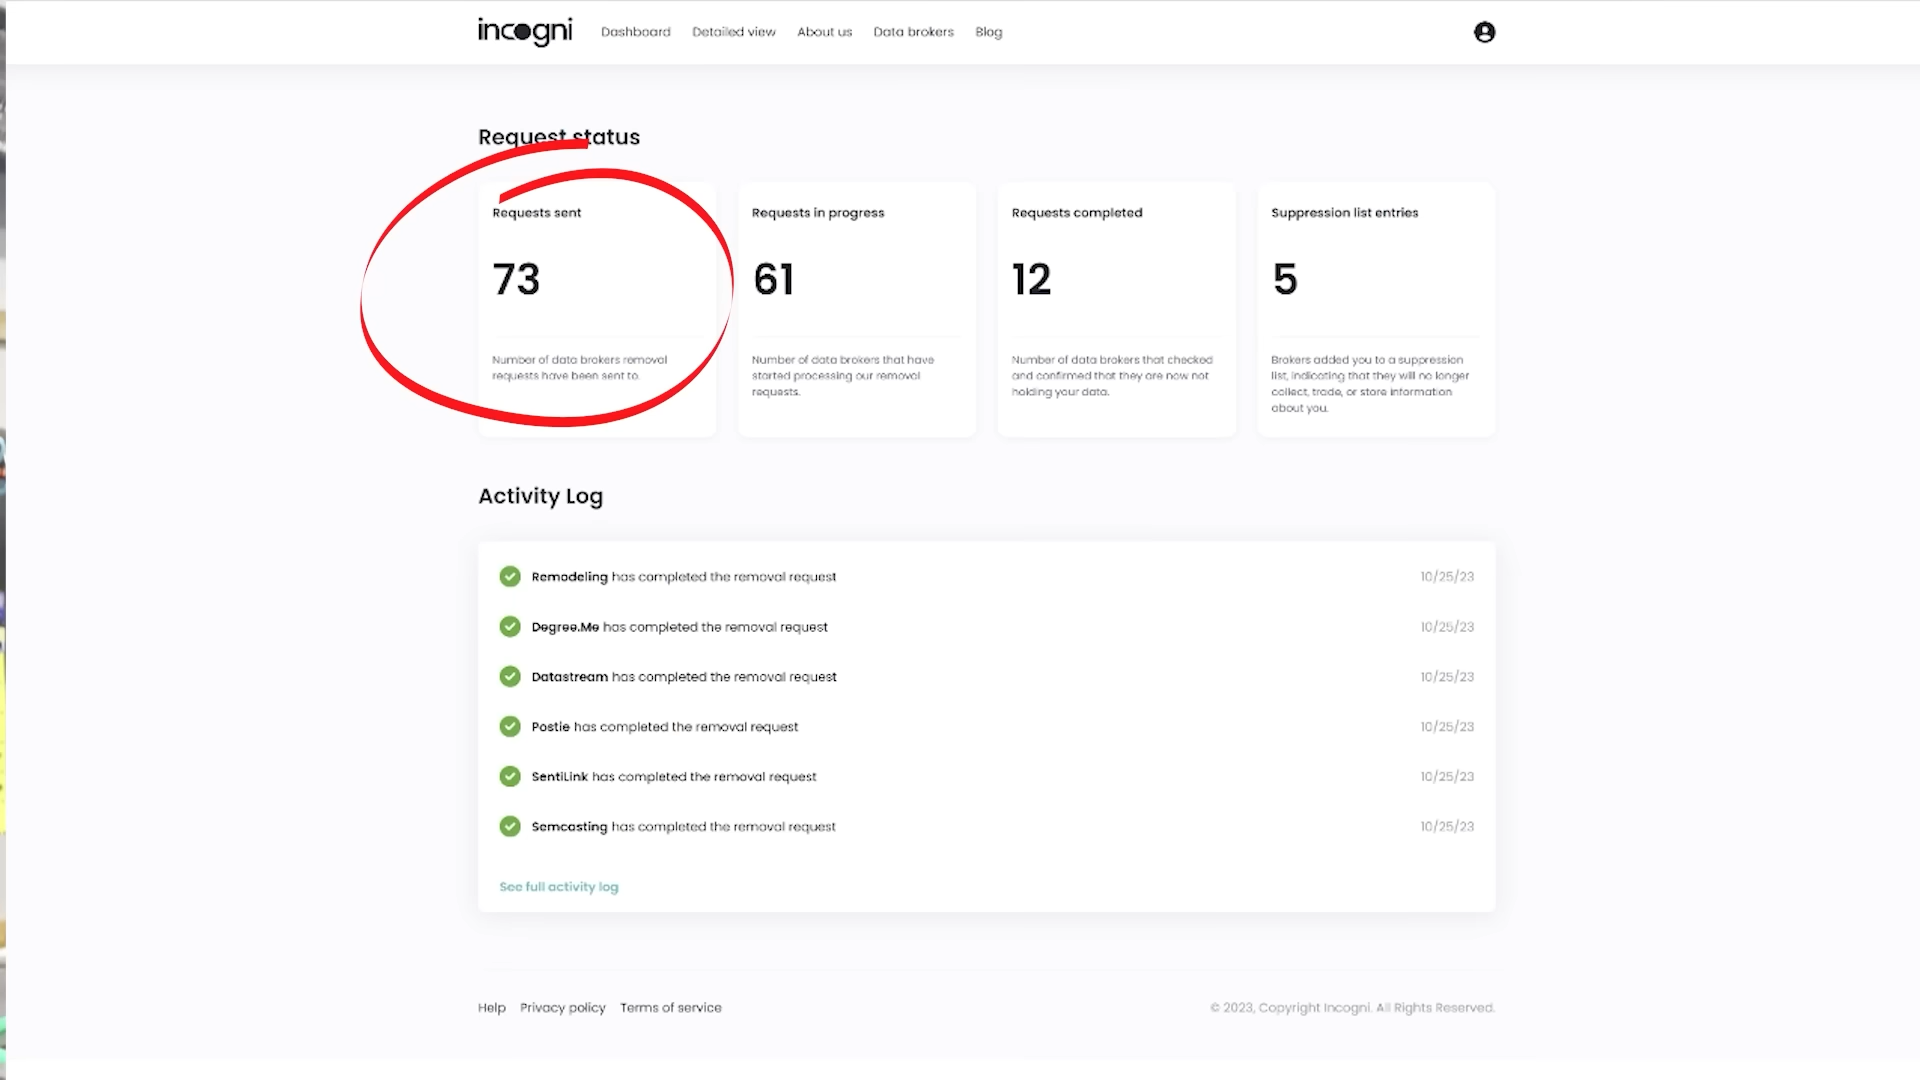 incogni Dashboard Detailed view About us Data brokers Blog
Request status
Requests sent
73
Number of data brokers removal
requests have been sent to.
Requests in progress
61
Number of data brokers that have
started processing our removal
requests.
Requests completed
12
Number of data brokers that checked
and confirmed that they are now not
holding your data.
Suppression list entries
5
Brokers added you to a suppression
list, indicating that they will no longer
collect, trade, or store information
about you.
Activity Log
Remodeling has completed the removal request 10/25/23
Degree.Me has completed the removal request 10/25/23
Datastream has completed the removal request 10/25/23
Postie has completed the removal request 10/25/23
SentiLink has completed the removal request 10/25/23
Semcasting has completed the removal request 10/25/23
See full activity log
Help Privacy policy Terms of service © 2023, Copyright Incogni. All Rights Reserved.